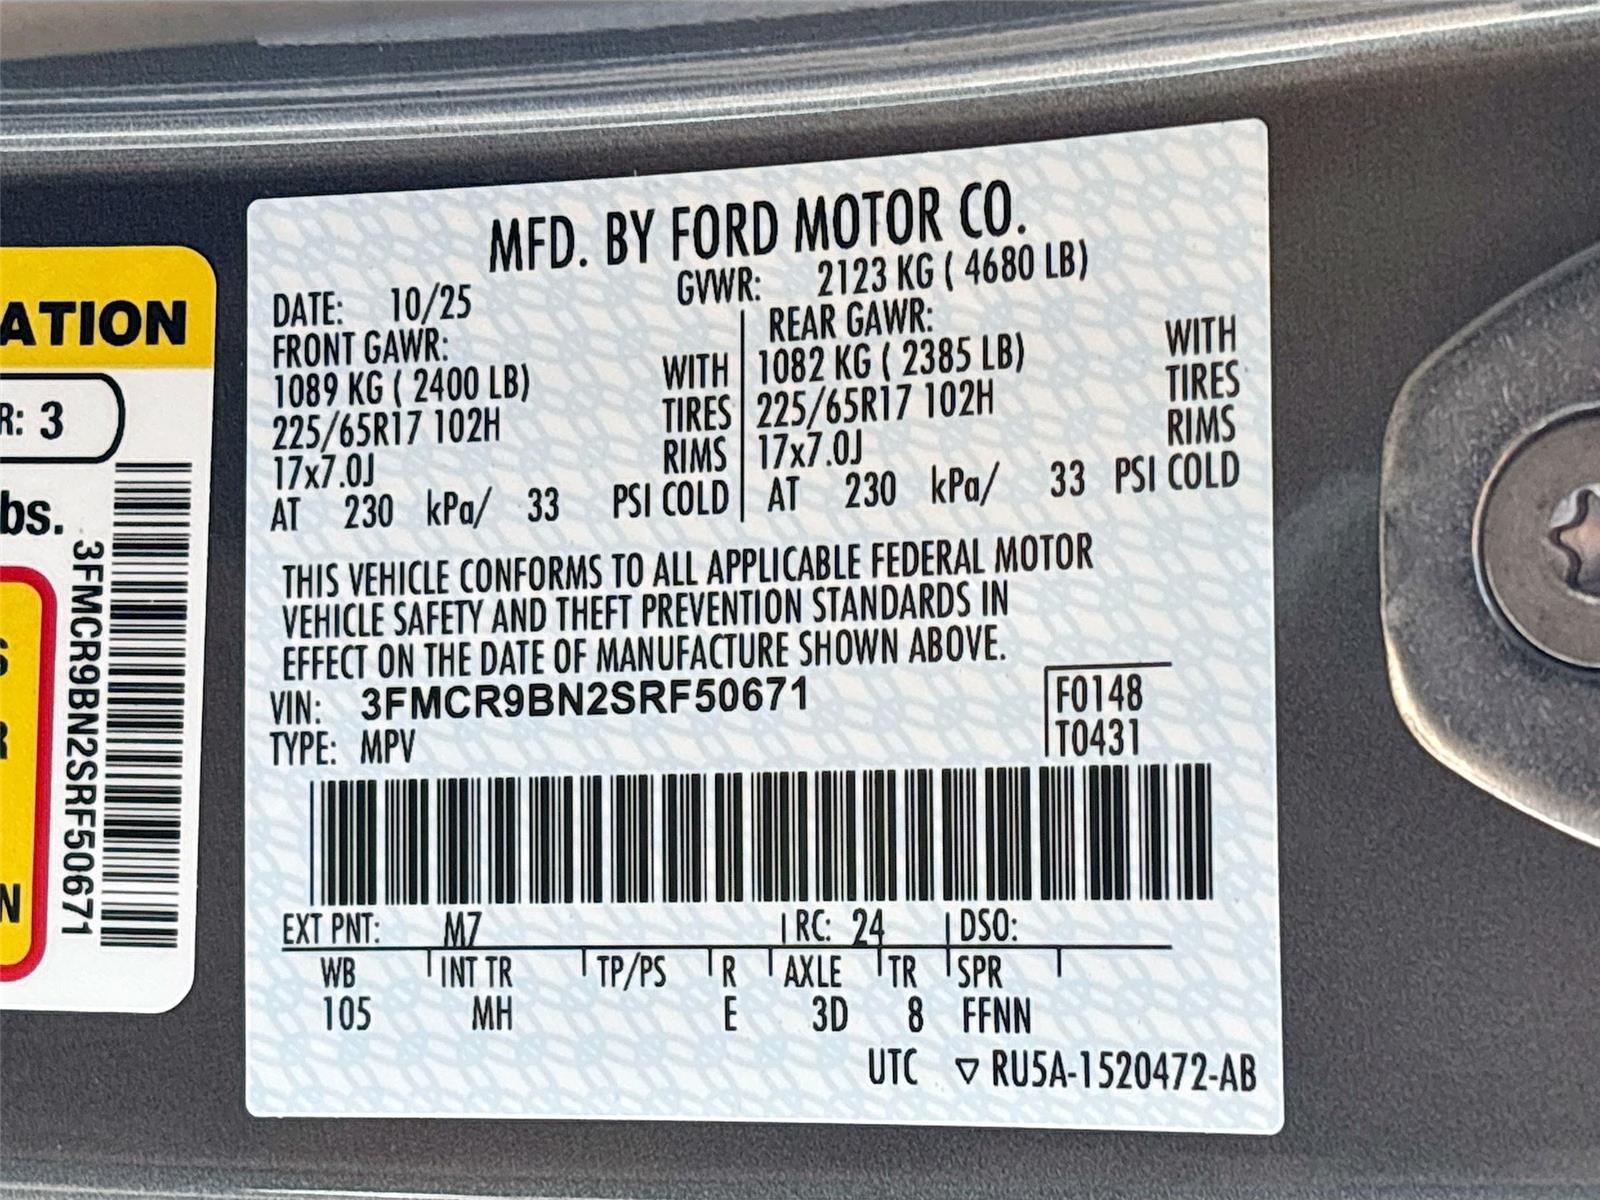 MFD. BY FORD MOTOR CO.
DATE: 10/25
GVWR: 2123 KG ( 4680 LB)
FRONT GAWR:
1089 KG ( 2400 LB) WITH
225/65R17 102H TIRES
17x7.0J RIMS
AT 230 kPa/ 33 PSI COLD
REAR GAWR:
1082 KG ( 2385 LB) WITH
225/65R17 102H TIRES
17x7.0J RIMS
AT 230 kPa/ 33 PSI COLD
THIS VEHICLE CONFORMS TO ALL APPLICABLE FEDERAL MOTOR
VEHICLE SAFETY AND THEFT PREVENTION STANDARDS IN
EFFECT ON THE DATE OF MANUFACTURE SHOWN ABOVE.
VIN: 3FMCR9BN2SRF50671
TYPE: MPV
F0148
T0431
EXT PNT: M7 RC: 24 DSO:
WB INT TR TP/PS R AXLE TR SPR
105 MH E 3D 8 FFNN
UTC ▽ RU5A-1520472-AB
ATION
R: 3
bs.
3FMCR9BN2SRF50671
S
R
N